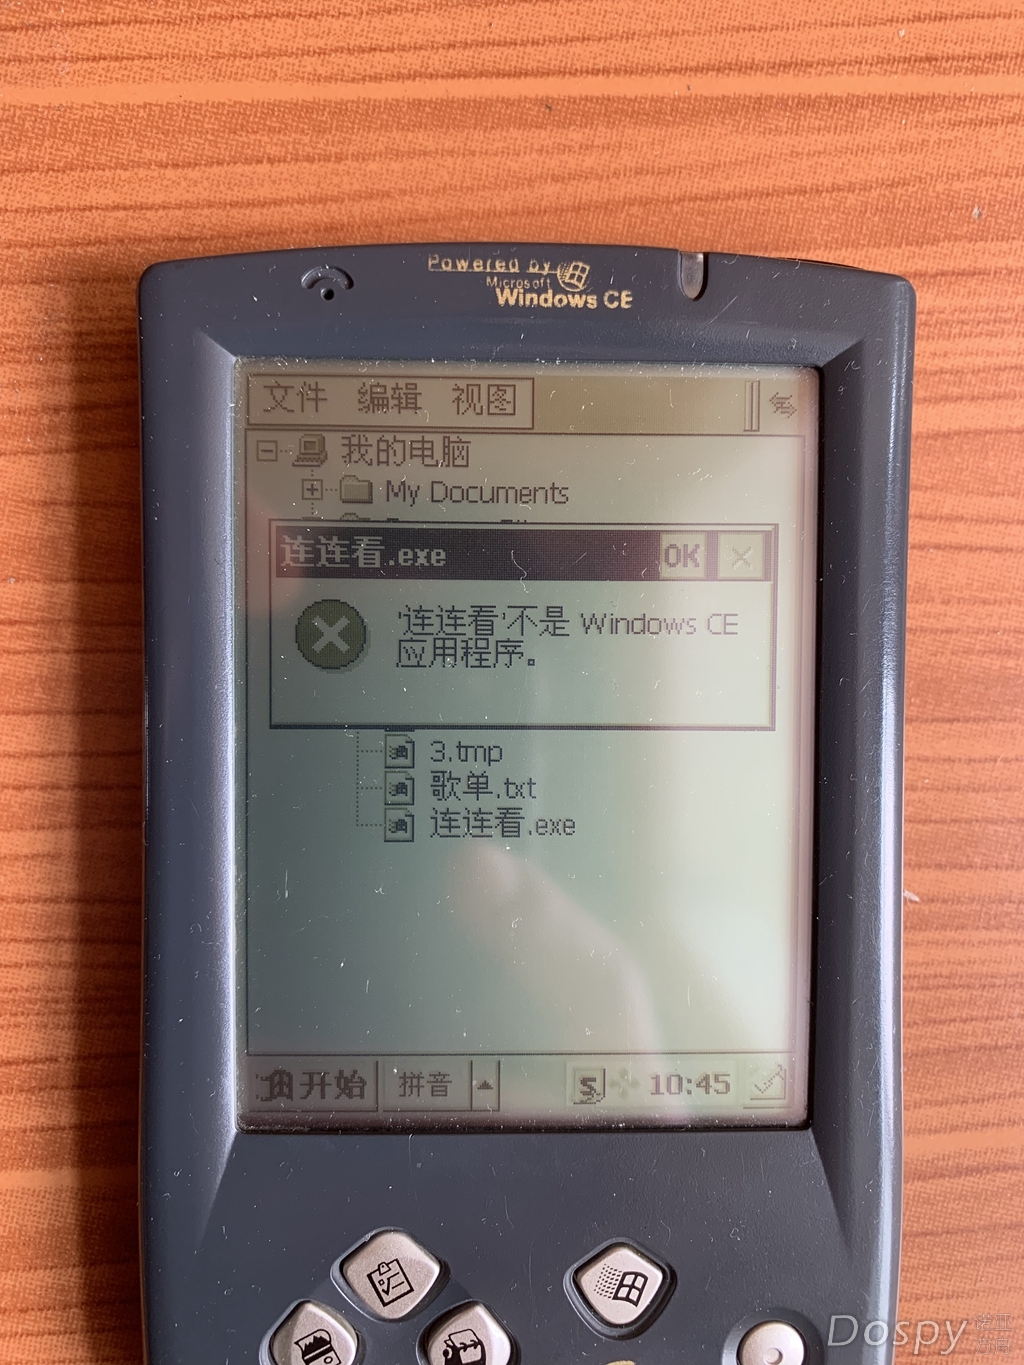 Powered by
Microsoft
Windows CE
文件 编辑 视图
我的电脑
My Documents
连连看.exe OK ×
'连连看'不是 Windows CE
应用程序。
3.tmp
歌单.txt
连连看.exe
开始 拼音 S 10:45
Dospy